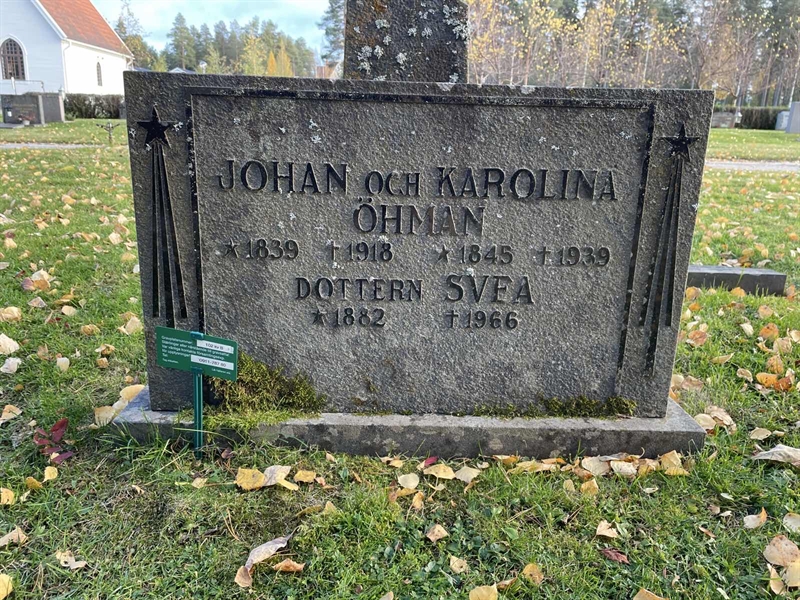 JOHAN OCH KAROLINA
ÖHMAN
★1839 †1918 ★1845 †1939
DOTTERN SVEA
★1882 †1966